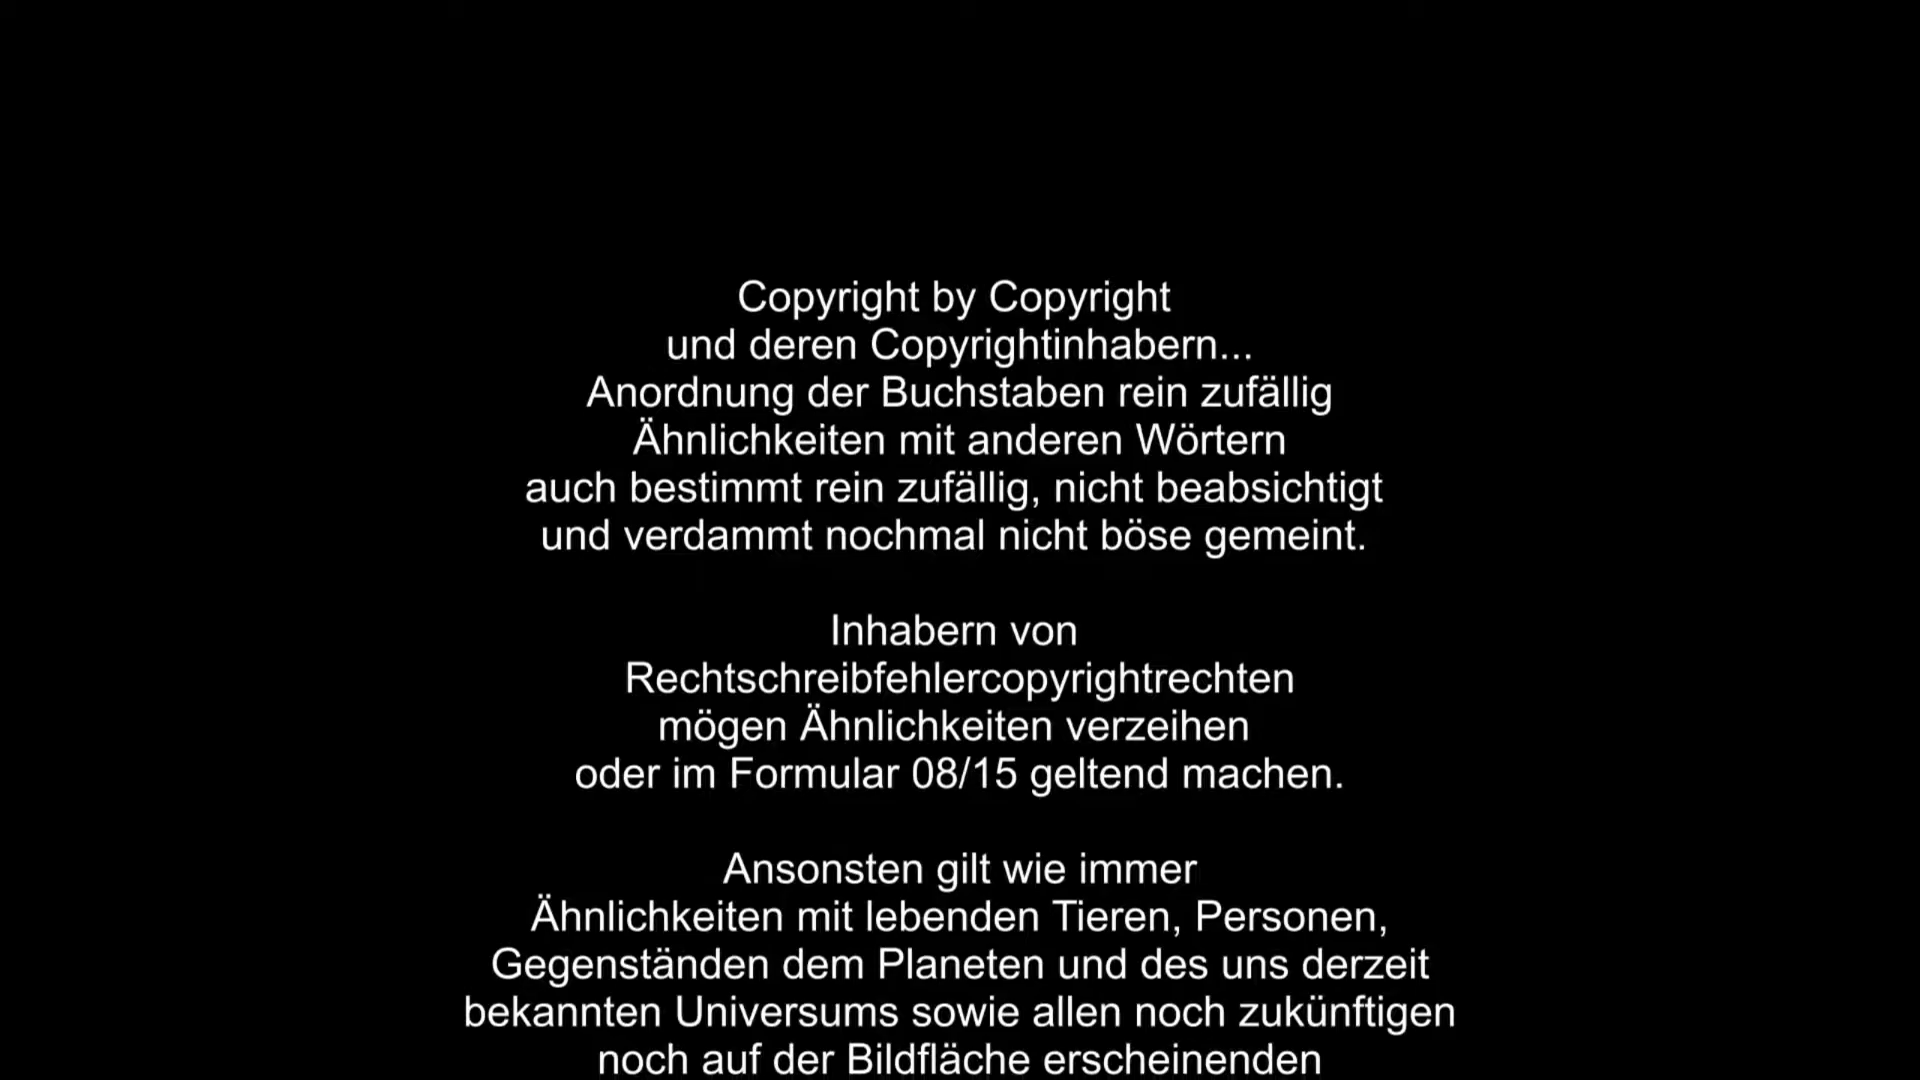 Copyright by Copyright
und deren Copyrightinhabern...
Anordnung der Buchstaben rein zufällig
Ähnlichkeiten mit anderen Wörtern
auch bestimmt rein zufällig, nicht beabsichtigt
und verdammt nochmal nicht böse gemeint.
Inhabern von
Rechtschreibfehlercopyrightrechten
mögen Ähnlichkeiten verzeihen
oder im Formular 08/15 geltend machen.
Ansonsten gilt wie immer
Ähnlichkeiten mit lebenden Tieren, Personen,
Gegenständen dem Planeten und des uns derzeit
bekannten Universums sowie allen noch zukünftigen
noch auf der Bildfläche erscheinenden